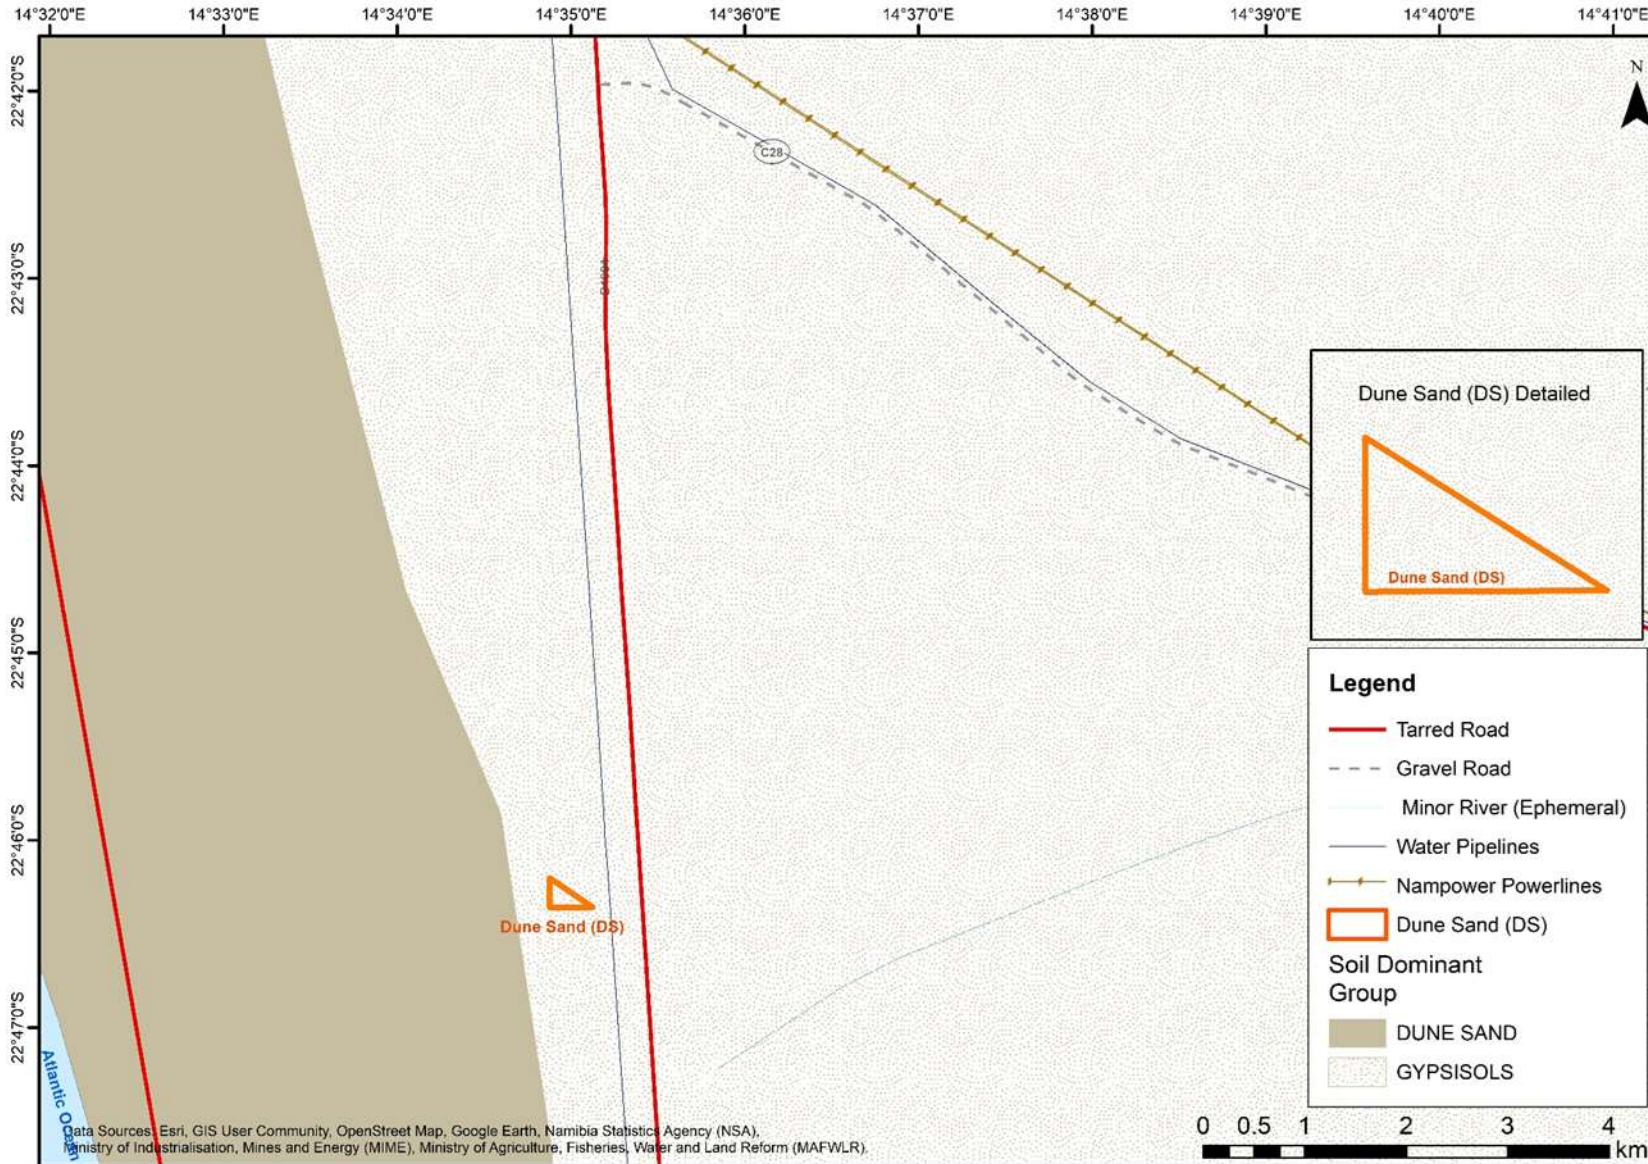 14°32'0"E 14°33'0"E 14°34'0"E 14°35'0"E 14°36'0"E 14°37'0"E 14°38'0"E 14°39'0"E 14°40'0"E 14°41'0"E
N
22°42'0"S
C28
22°43'0"S
22°44'0"S
22°45'0"S
22°46'0"S
22°47'0"S
Dune Sand (DS)
Atlantic Ocean
Dune Sand (DS) Detailed
Dune Sand (DS)
Legend
Tarred Road
Gravel Road
Minor River (Ephemeral)
Water Pipelines
Nampower Powerlines
Dune Sand (DS)
Soil Dominant
Group
DUNE SAND
GYPSISOLS
Data Sources: Esri, GIS User Community, OpenStreet Map, Google Earth, Namibia Statistics Agency (NSA),
Ministry of Industrialisation, Mines and Energy (MIME), Ministry of Agriculture, Fisheries, Water and Land Reform (MAFWLR).
0 0.5 1 2 3 4
km